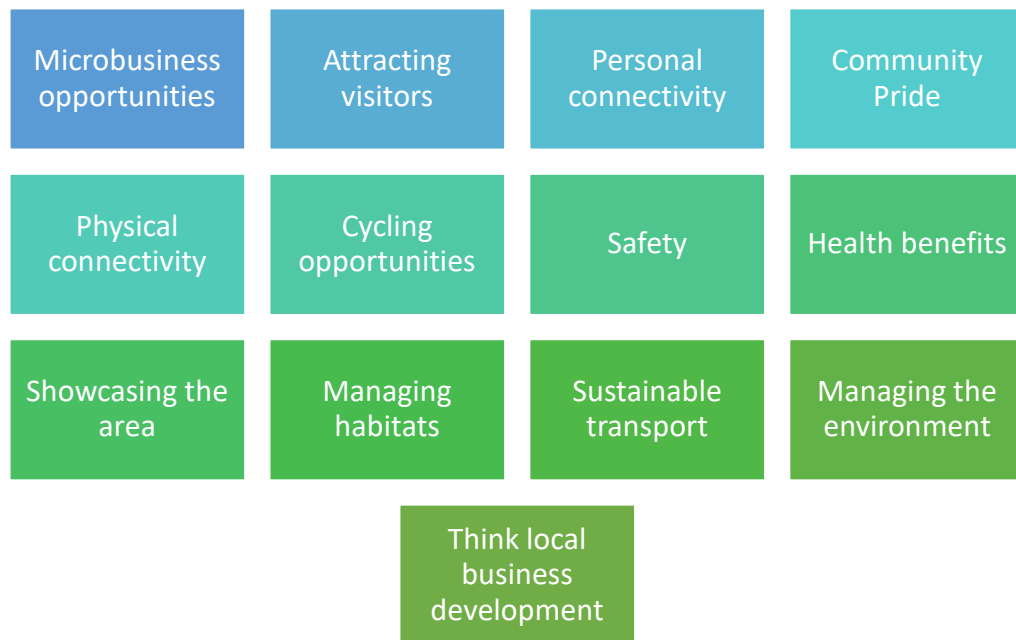 Microbusiness
opportunities
Attracting
visitors
Personal
connectivity
Community
Pride
Physical
connectivity
Cycling
opportunities
Safety
Health benefits
Showcasing the
area
Managing
habitats
Sustainable
transport
Managing the
environment
Think local
business
development